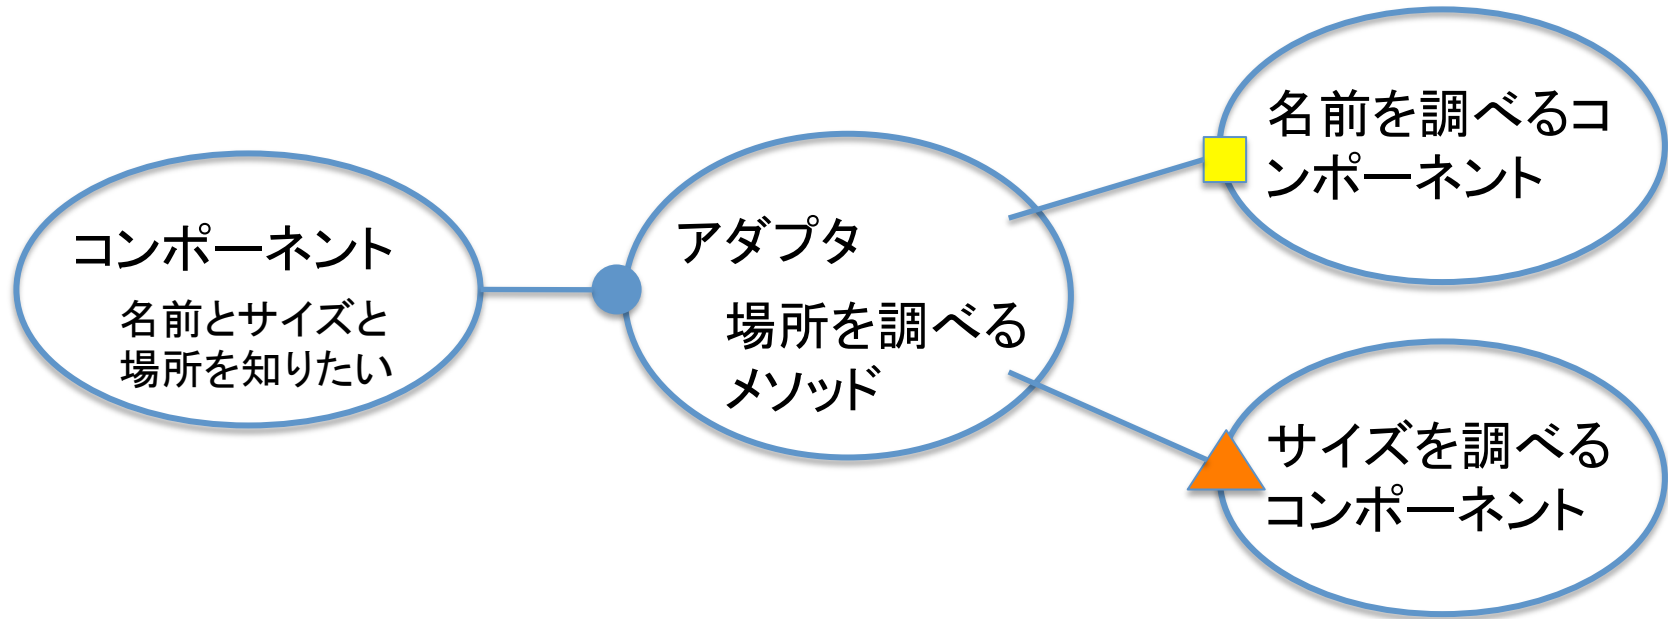 コンポーネント
名前とサイズと
場所を知りたい
アダプタ
場所を調べる
メソッド
名前を調べるコ
ンポーネント
サイズを調べる
コンポーネント